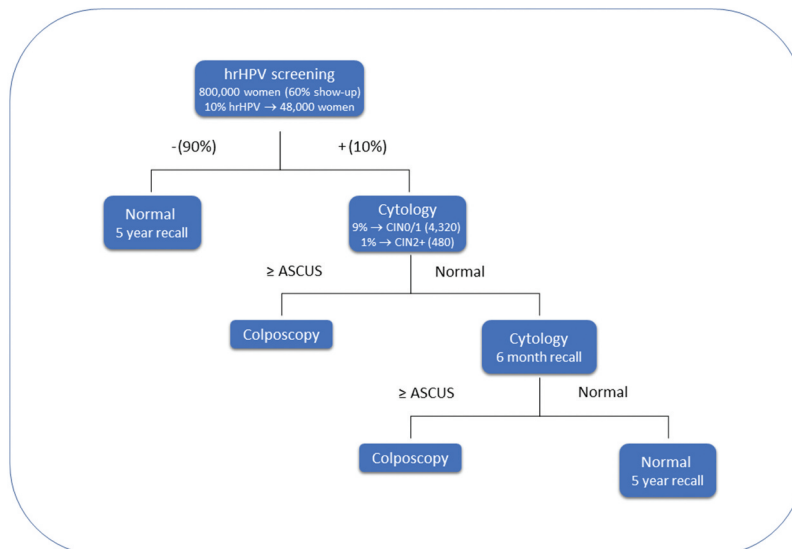 hrHPV screening
800,000 women (60% show-up)
10% hrHPV → 48,000 women
-(90%)
+(10%)
Normal
5 year recall
Cytology
9% → CIN0/1 (4,320)
1% → CIN2+ (480)
≥ ASCUS
Normal
Colposcopy
Cytology
6 month recall
≥ ASCUS
Normal
Colposcopy
Normal
5 year recall